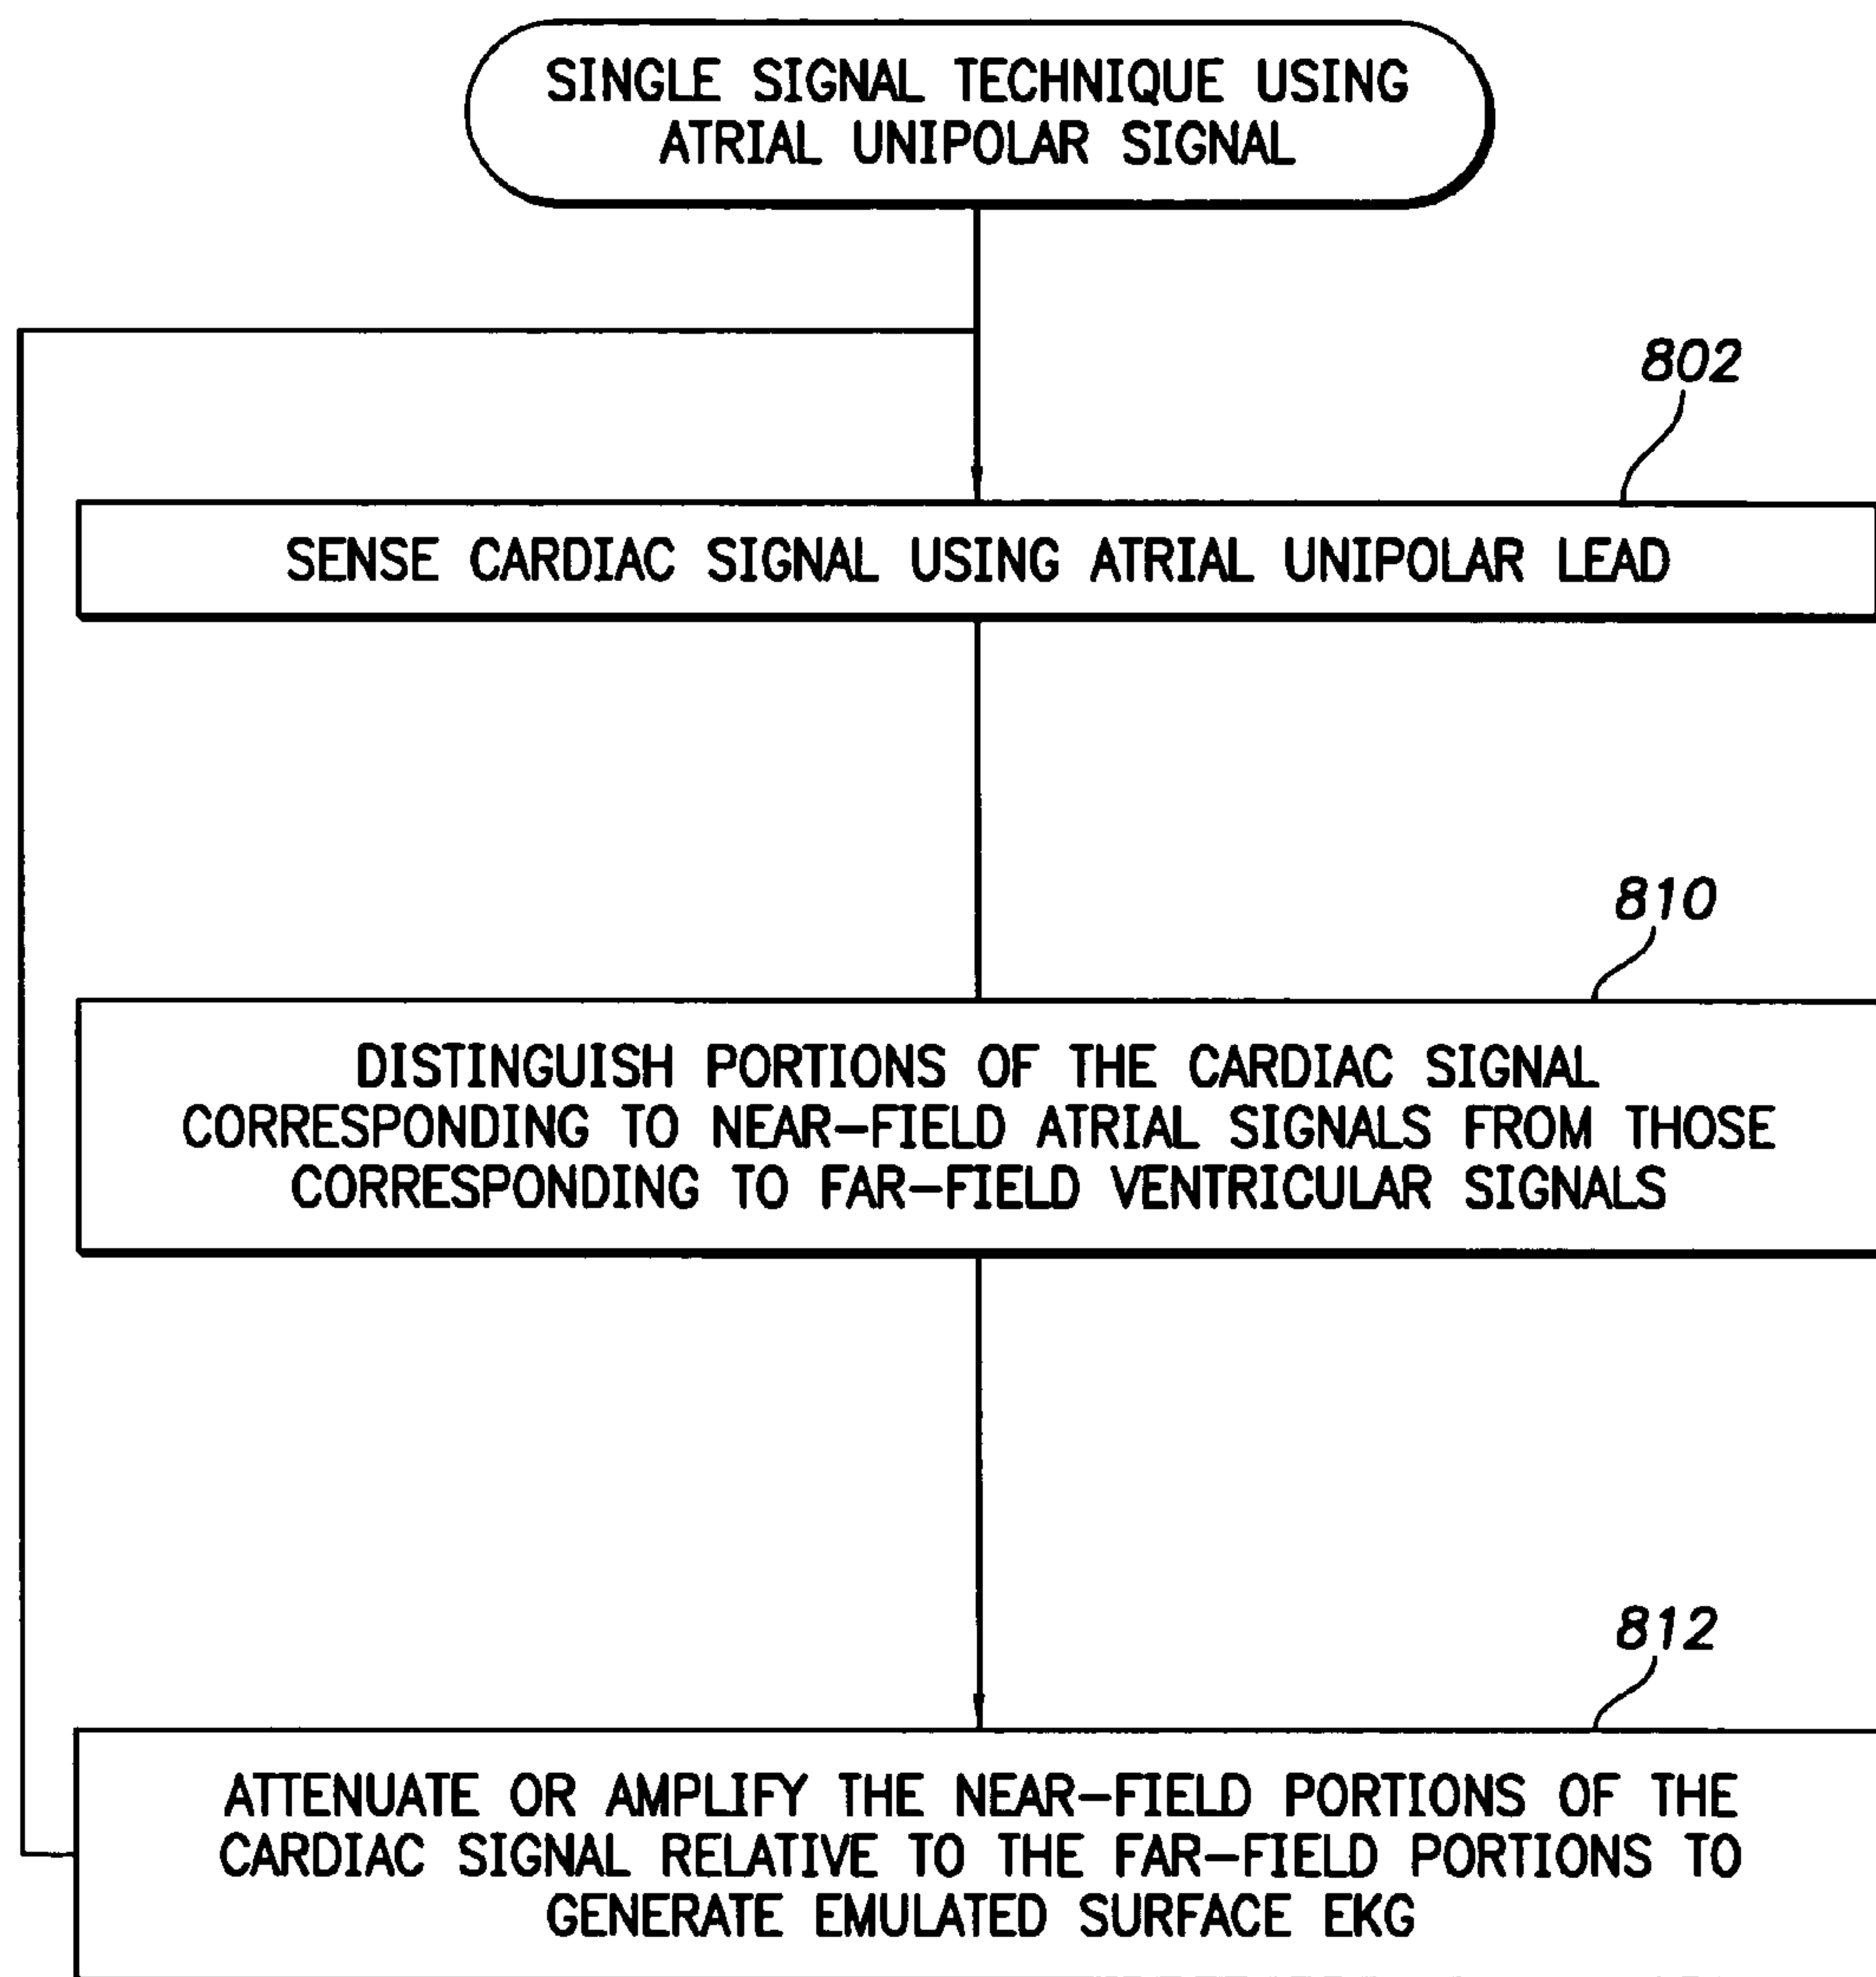 SINGLE SIGNAL TECHNIQUE USING
ATRIAL UNIPOLAR SIGNAL
802
SENSE CARDIAC SIGNAL USING ATRIAL UNIPOLAR LEAD
810
DISTINGUISH PORTIONS OF THE CARDIAC SIGNAL
CORRESPONDING TO NEAR-FIELD ATRIAL SIGNALS FROM THOSE
CORRESPONDING TO FAR-FIELD VENTRICULAR SIGNALS
812
ATTENUATE OR AMPLIFY THE NEAR-FIELD PORTIONS OF THE
CARDIAC SIGNAL RELATIVE TO THE FAR-FIELD PORTIONS TO
GENERATE EMULATED SURFACE EKG